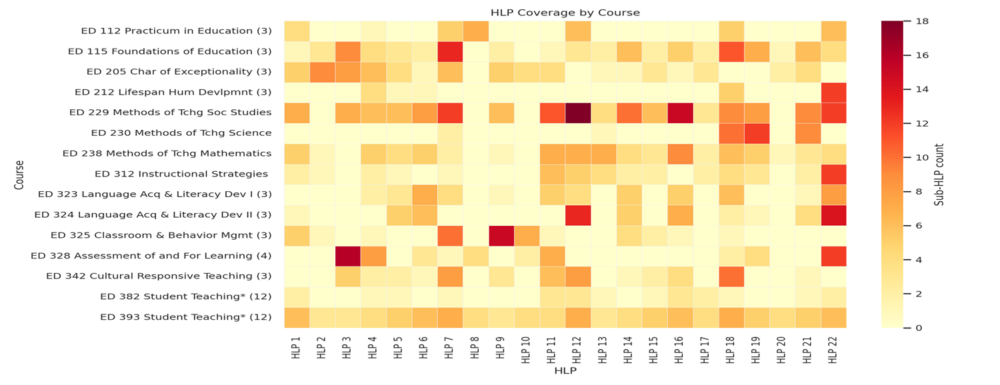 HLP Coverage by Course
ED 112 Practicum in Education (3)
ED 115 Foundations of Education (3)
ED 205 Char of Exceptionality (3)
ED 212 Lifespan Hum Devlpmnt (3)
ED 229 Methods of Tchg Soc Studies
ED 230 Methods of Tchg Science
ED 238 Methods of Tchg Mathematics
ED 312 Instructional Strategies
ED 323 Language Acq & Literacy Dev I (3)
ED 324 Language Acq & Literacy Dev II (3)
ED 325 Classroom & Behavior Mgmt (3)
ED 328 Assessment of and For Learning (4)
ED 342 Cultural Responsive Teaching (3)
ED 382 Student Teaching* (12)
ED 393 Student Teaching* (12)
Course
HLP 1
HLP 2
HLP 3
HLP 4
HLP 5
HLP 6
HLP 7
HLP 8
HLP 9
HLP 10
HLP 11
HLP 12
HLP 13
HLP 14
HLP 15
HLP 16
HLP 17
HLP 18
HLP 19
HLP 20
HLP 21
HLP 22
HLP
18
16
14
12
10
8
6
4
2
0
Sub-HLP count